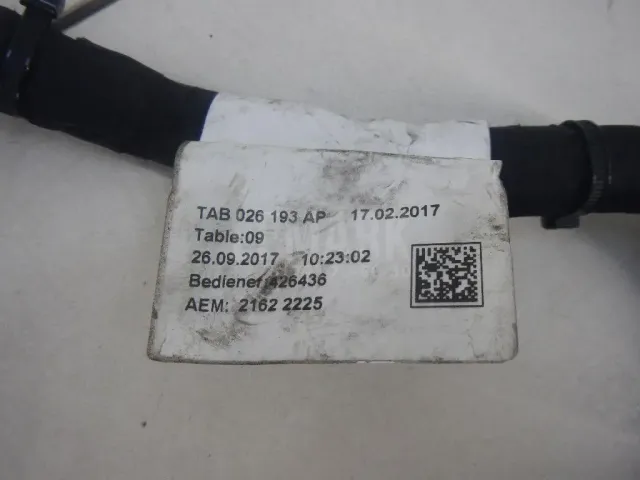 TAB 026 193 AP 17.02.2017
Table:09
26.09.2017 10:23:02
Bediener:426436
AEM: 2162 2225